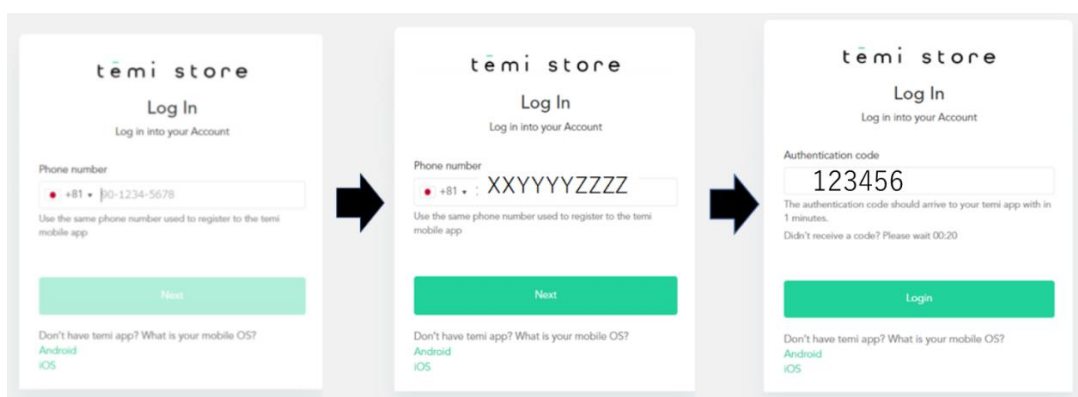 tēmi store
Log In
Log in into your Account
Phone number
+81 90-1234-5678
Use the same phone number used to register to the temi
mobile app
Next
Don't have temi app? What is your mobile OS?
Android
iOS
tēmi store
Log In
Log in into your Account
Phone number
+81 : XXYYYYZZZZ
Use the same phone number used to register to the temi
mobile app
Next
Don't have temi app? What is your mobile OS?
Android
iOS
tēmi store
Log In
Log in into your Account
Authentication code
123456
The authentication code should arrive to your temi app with in
1 minutes.
Didn't receive a code? Please wait 00:20
Login
Don't have temi app? What is your mobile OS?
Android
iOS